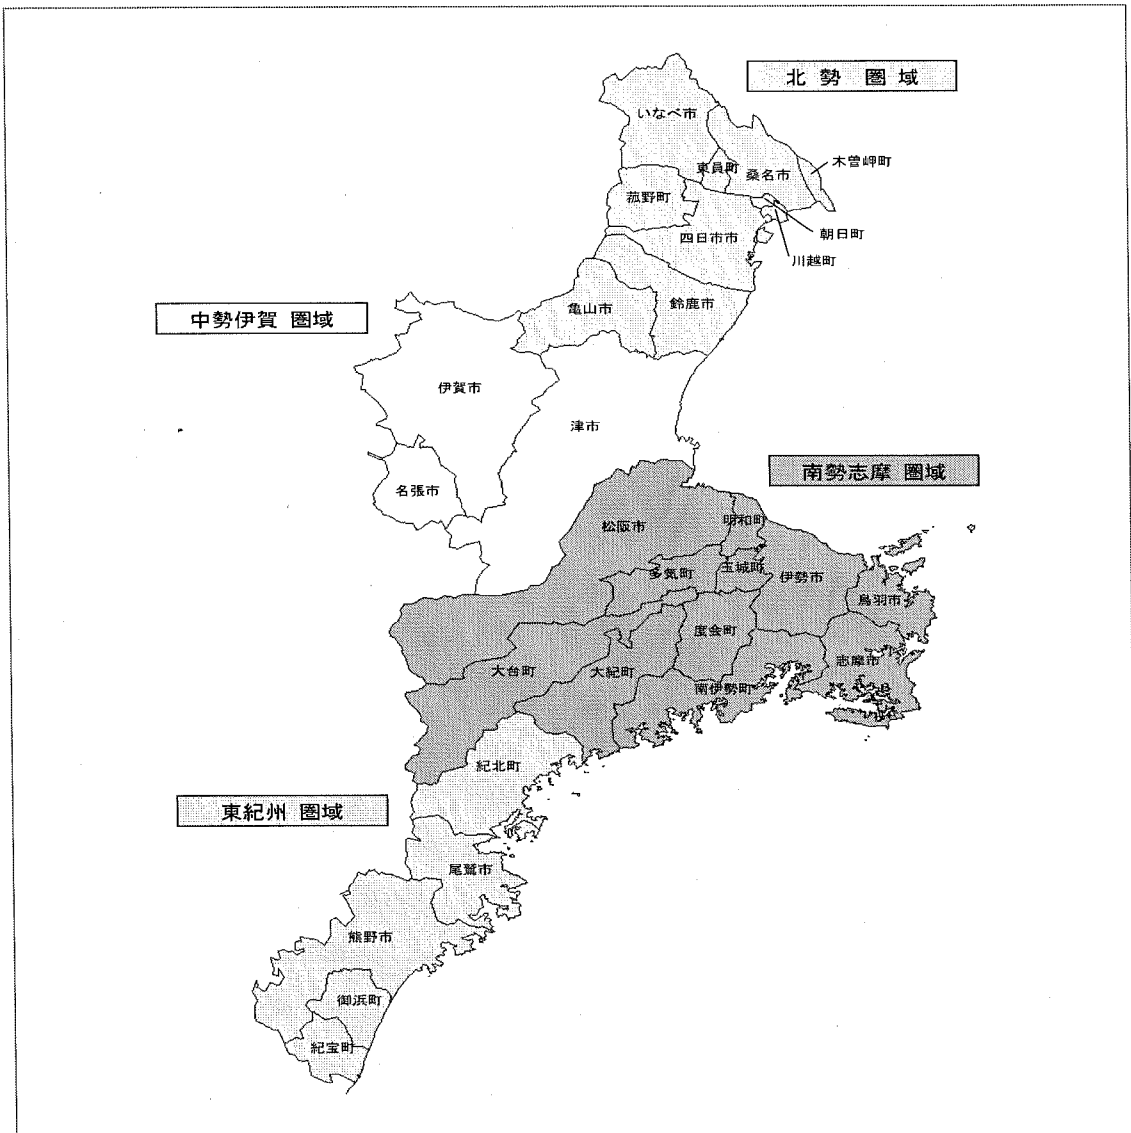 北勢 圏域
いなべ市
東員町
桑名市
木曽岬町
菰野町
四日市市
朝日町
川越町
鈴鹿市
亀山市
中勢伊賀 圏域
伊賀市
津市
名張市
南勢志摩 圏域
松阪市
明和町
多気町
玉城町
伊勢市
鳥羽市
度会町
志摩市
大台町
大紀町
南伊勢町
紀北町
東紀州 圏域
尾鷲市
熊野市
御浜町
紀宝町